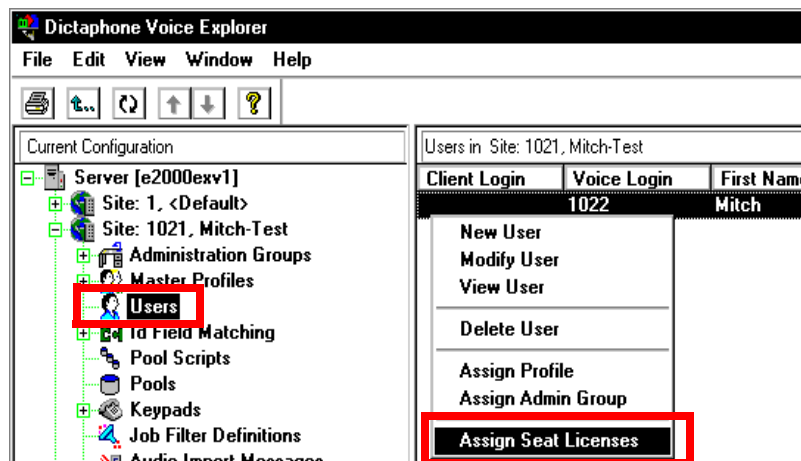 Dictaphone Voice Explorer
File Edit View Window Help
Current Configuration
Server [e2000exv1]
Site: 1, <Default>
Site: 1021, Mitch-Test
Administration Groups
Master Profiles
Users
Id Field Matching
Pool Scripts
Pools
Keypads
Job Filter Definitions
Audio Import Messages
Users in Site: 1021, Mitch-Test
Client Login Voice Login First Nam
1022 Mitch
New User
Modify User
View User
Delete User
Assign Profile
Assign Admin Group
Assign Seat Licenses